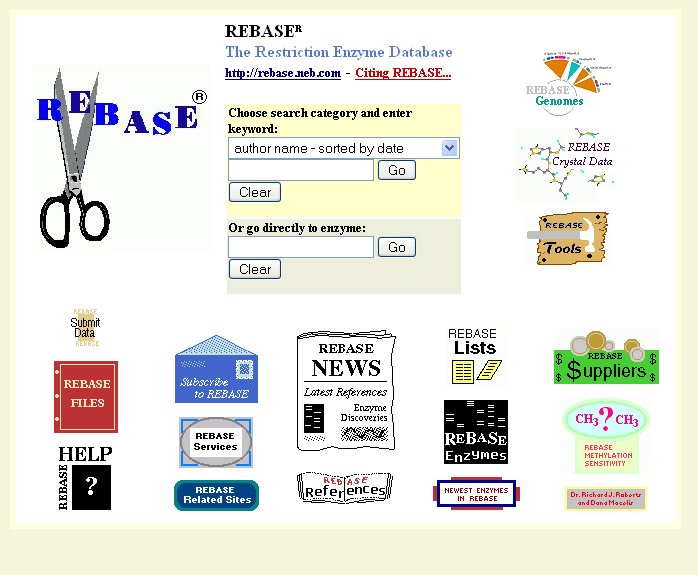 REBASE®
REBASE®
The Restriction Enzyme Database
http://rebase.neb.com - Citing REBASE...
Choose search category and enter
keyword:
author name - sorted by date
Go
Clear
Or go directly to enzyme:
Go
Clear
REBASE
Genomes
REBASE
Crystal Data
REBASE
Tools
REBASE
Submit
Data
REBASE
REBASE
FILES
HELP
REBASE
?
Subscribe
to REBASE
REBASE
Services
REBASE
Related Sites
REBASE
NEWS
Latest References
Enzyme
Discoveries
REBASE
References
REBASE
Lists
REBASE
Enzymes
NEWEST ENZYMES
IN REBASE
REBASE
$uppliers
$ $
$ $
CH3?CH3
REBASE
METHYLATION
SENSITIVITY
Dr. Richard J. Roberts
and Dana Macelis